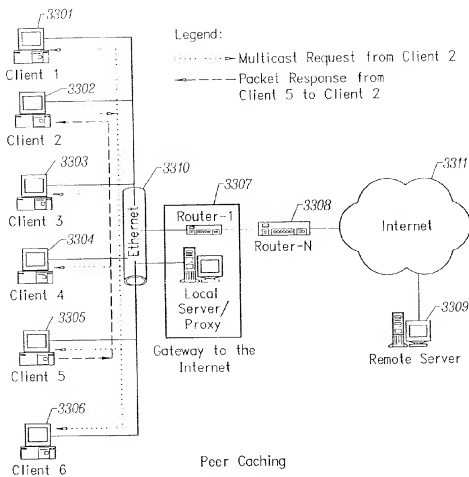 3301
Client 1
3302
Client 2
3303
Client 3
3304
Client 4
3305
Client 5
3306
Client 6
Legend:
Multicast Request from Client 2
Packet Response from
Client 5 to Client 2
3310
Ethernet
3307
Router-1
Local
Server/
Proxy
Gateway to the
Internet
3308
Router-N
3311
Internet
3309
Remote Server
Peer Caching